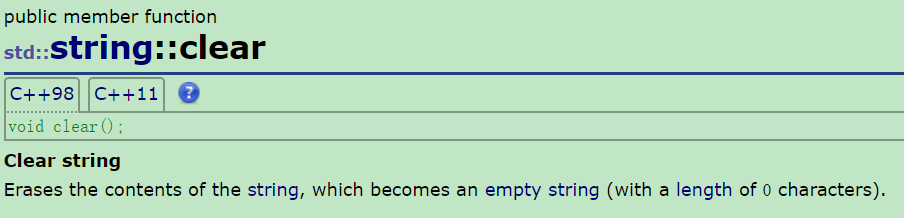 public member function
std::string::clear
C++98 C++11 ?
void clear();
Clear string
Erases the contents of the string, which becomes an empty string (with a length of 0 characters).